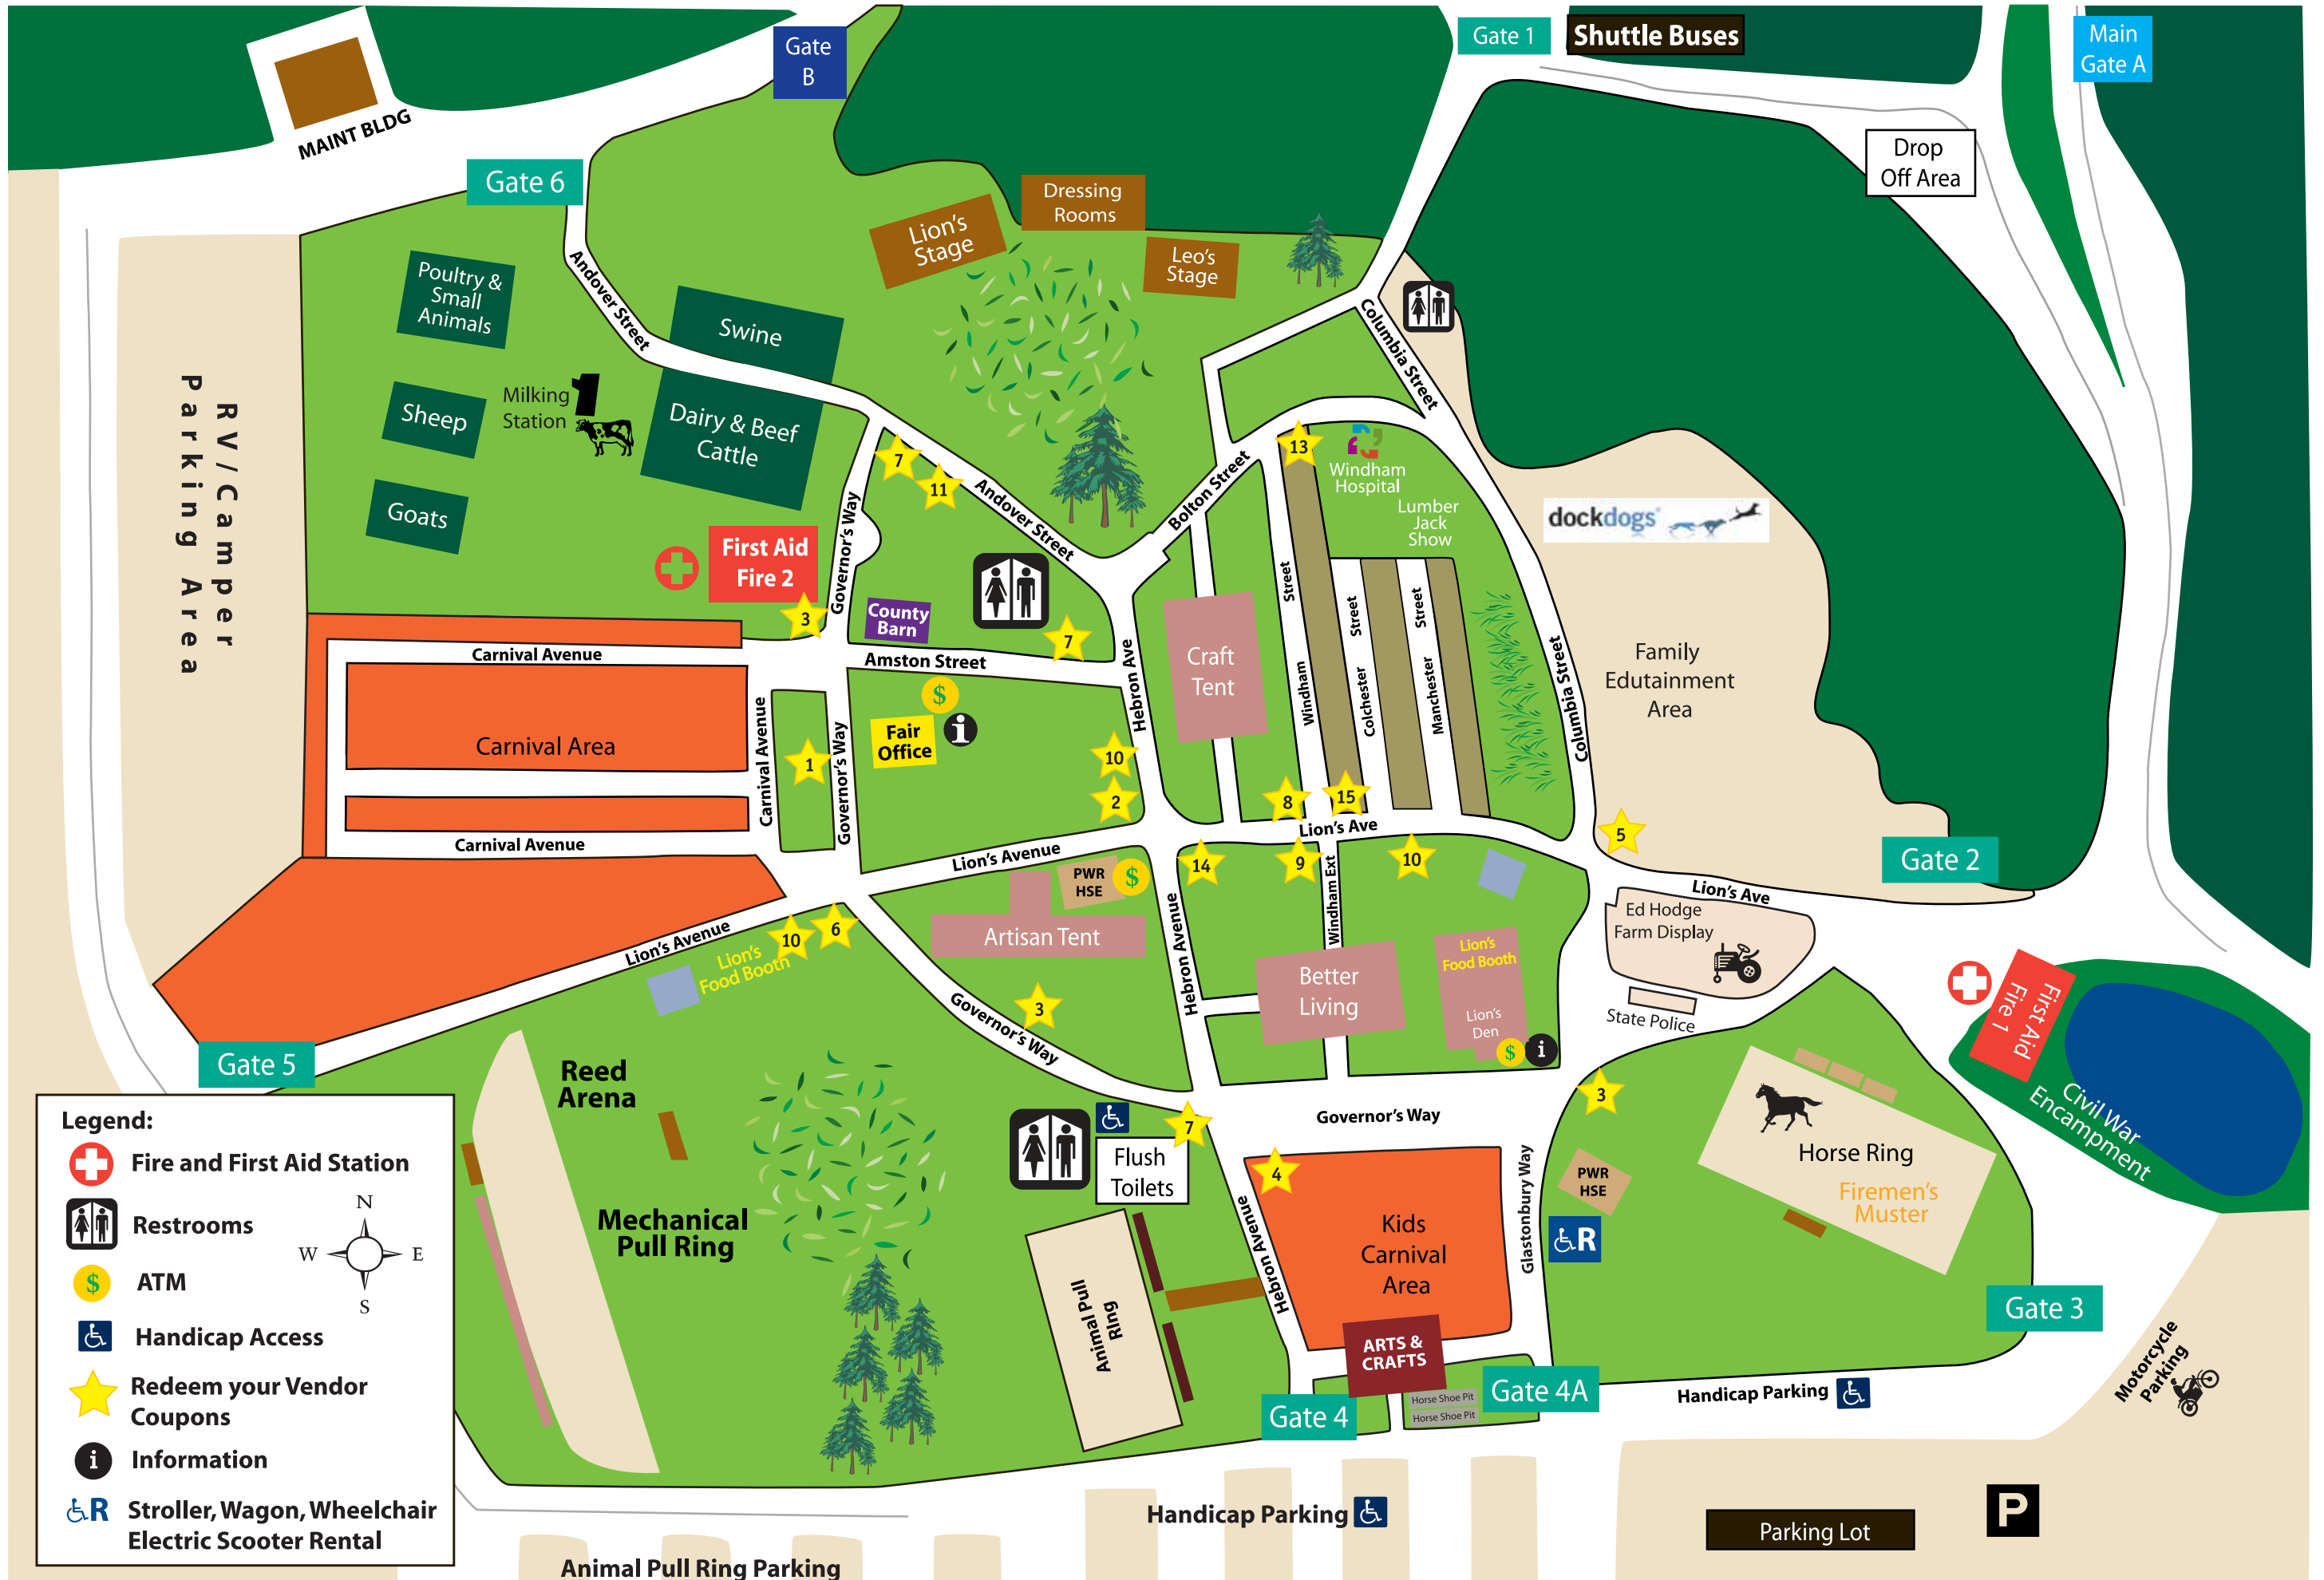 Gate
B
Gate 1
Shuttle Buses
Main
Gate A
MAINT BLDG
Drop
Off Area
Gate 6
Dressing
Rooms
Lion's
Stage
Leo's
Stage
Andover Street
Poultry &
Small
Animals
Swine
Columbia Street
RV/Camper
Parking Area
Milking
Station
Sheep
Dairy & Beef
Cattle
Goats
7
11
Andover Street
Bolton Street
13
Windham
Hospital
Lumber
Jack
Show
dockdogs
First Aid
Fire 2
Governor's Way
3
County
Barn
7
Carnival Avenue
Amston Street
Hebron Ave
Craft
Tent
Street
Windham
Street
Colchester
Street
Manchester
Columbia Street
Family
Edutainment
Area
$
i
Fair
Office
Carnival Area
Carnival Avenue
1
Governor's Way
10
2
8
15
Lion's Ave
5
Gate 2
Carnival Avenue
Lion's Avenue
PWR
HSE
$
14
9
10
Windham Ext
Lion's Ave
Ed Hodge
Farm Display
Lion's Avenue
10
6
Lion's
Food Booth
Artisan Tent
Hebron Avenue
Better
Living
Lion's
Food Booth
Lion's
Den
$
i
State Police
First Aid
Fire 1
Civil War
Encampment
Governor's Way
3
Gate 5
Reed
Arena
Mechanical
Pull Ring
7
Flush
Toilets
Governor's Way
3
4
Kids
Carnival
Area
Hebron Avenue
Glastonbury Way
PWR
HSE
R
Horse Ring
Firemen's
Muster
Gate 3
Animal Pull
RIng
ARTS &
CRAFTS
Horse Shoe Pit
Horse Shoe Pit
Gate 4
Gate 4A
Handicap Parking
Motorcycle
Parking
Handicap Parking
Animal Pull Ring Parking
Parking Lot
P
Legend:
Fire and First Aid Station
Restrooms
N
W
E
S
$
ATM
Handicap Access
Redeem your Vendor
Coupons
i
Information
R
Stroller, Wagon, Wheelchair
Electric Scooter Rental